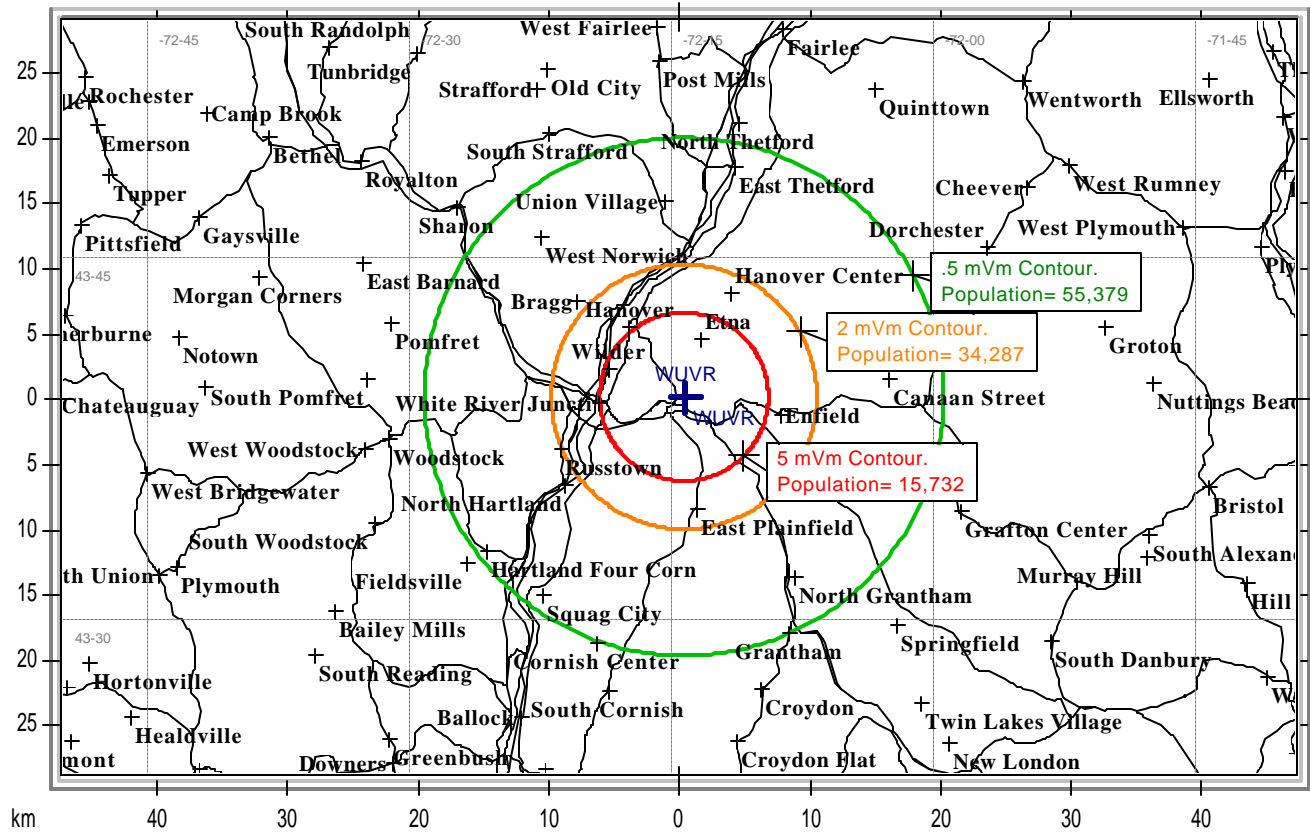 South Randolph
West Fairlee
-72-45
-72-30
-72-15
-72-00
-71-45
Fairlee
Tunbridge
25
Post Mills
Strafford
Old City
Rochester
Quinttown
Wentworth
Ellsworth
Camp Brook
20
Emerson
Bethel
South Strafford
North Thetford
Royalton
East Thetford
Cheever
West Rumney
Tupper
15
Union Village
Sharon
Dorchester
West Plymouth
Pittsfield
Gaysville
West Norwich
10
43-45
East Barnard
Hanover Center
.5 mVm Contour.
Population= 55,379
Morgan Corners
Bragg
Hanover
Etna
2 mVm Contour.
Population= 34,287
5
herburne
Pomfret
Groton
Notown
Wilder
WUVR
0
Chateauguay
South Pomfret
White River Juncti
Canaan Street
WUVR
Enfield
West Woodstock
Woodstock
Russtown
5 mVm Contour.
Population= 15,732
5
West Bridgewater
North Hartland
Bristol
10
East Plainfield
Grafton Center
South Woodstock
th Union
Plymouth
Fieldsville
Hartland Four Corn
Murray Hill
15
Squag City
North Grantham
Hill
43-30
Bailey Mills
Springfield
20
Cornish Center
Grantham
South Danbury
Hortonville
South Reading
Ballock
South Cornish
Croydon
Twin Lakes Village
25
Healdville
mont
Downers
Greenbush
Croydon Flat
New London
km
40
30
20
10
0
10
20
30
40